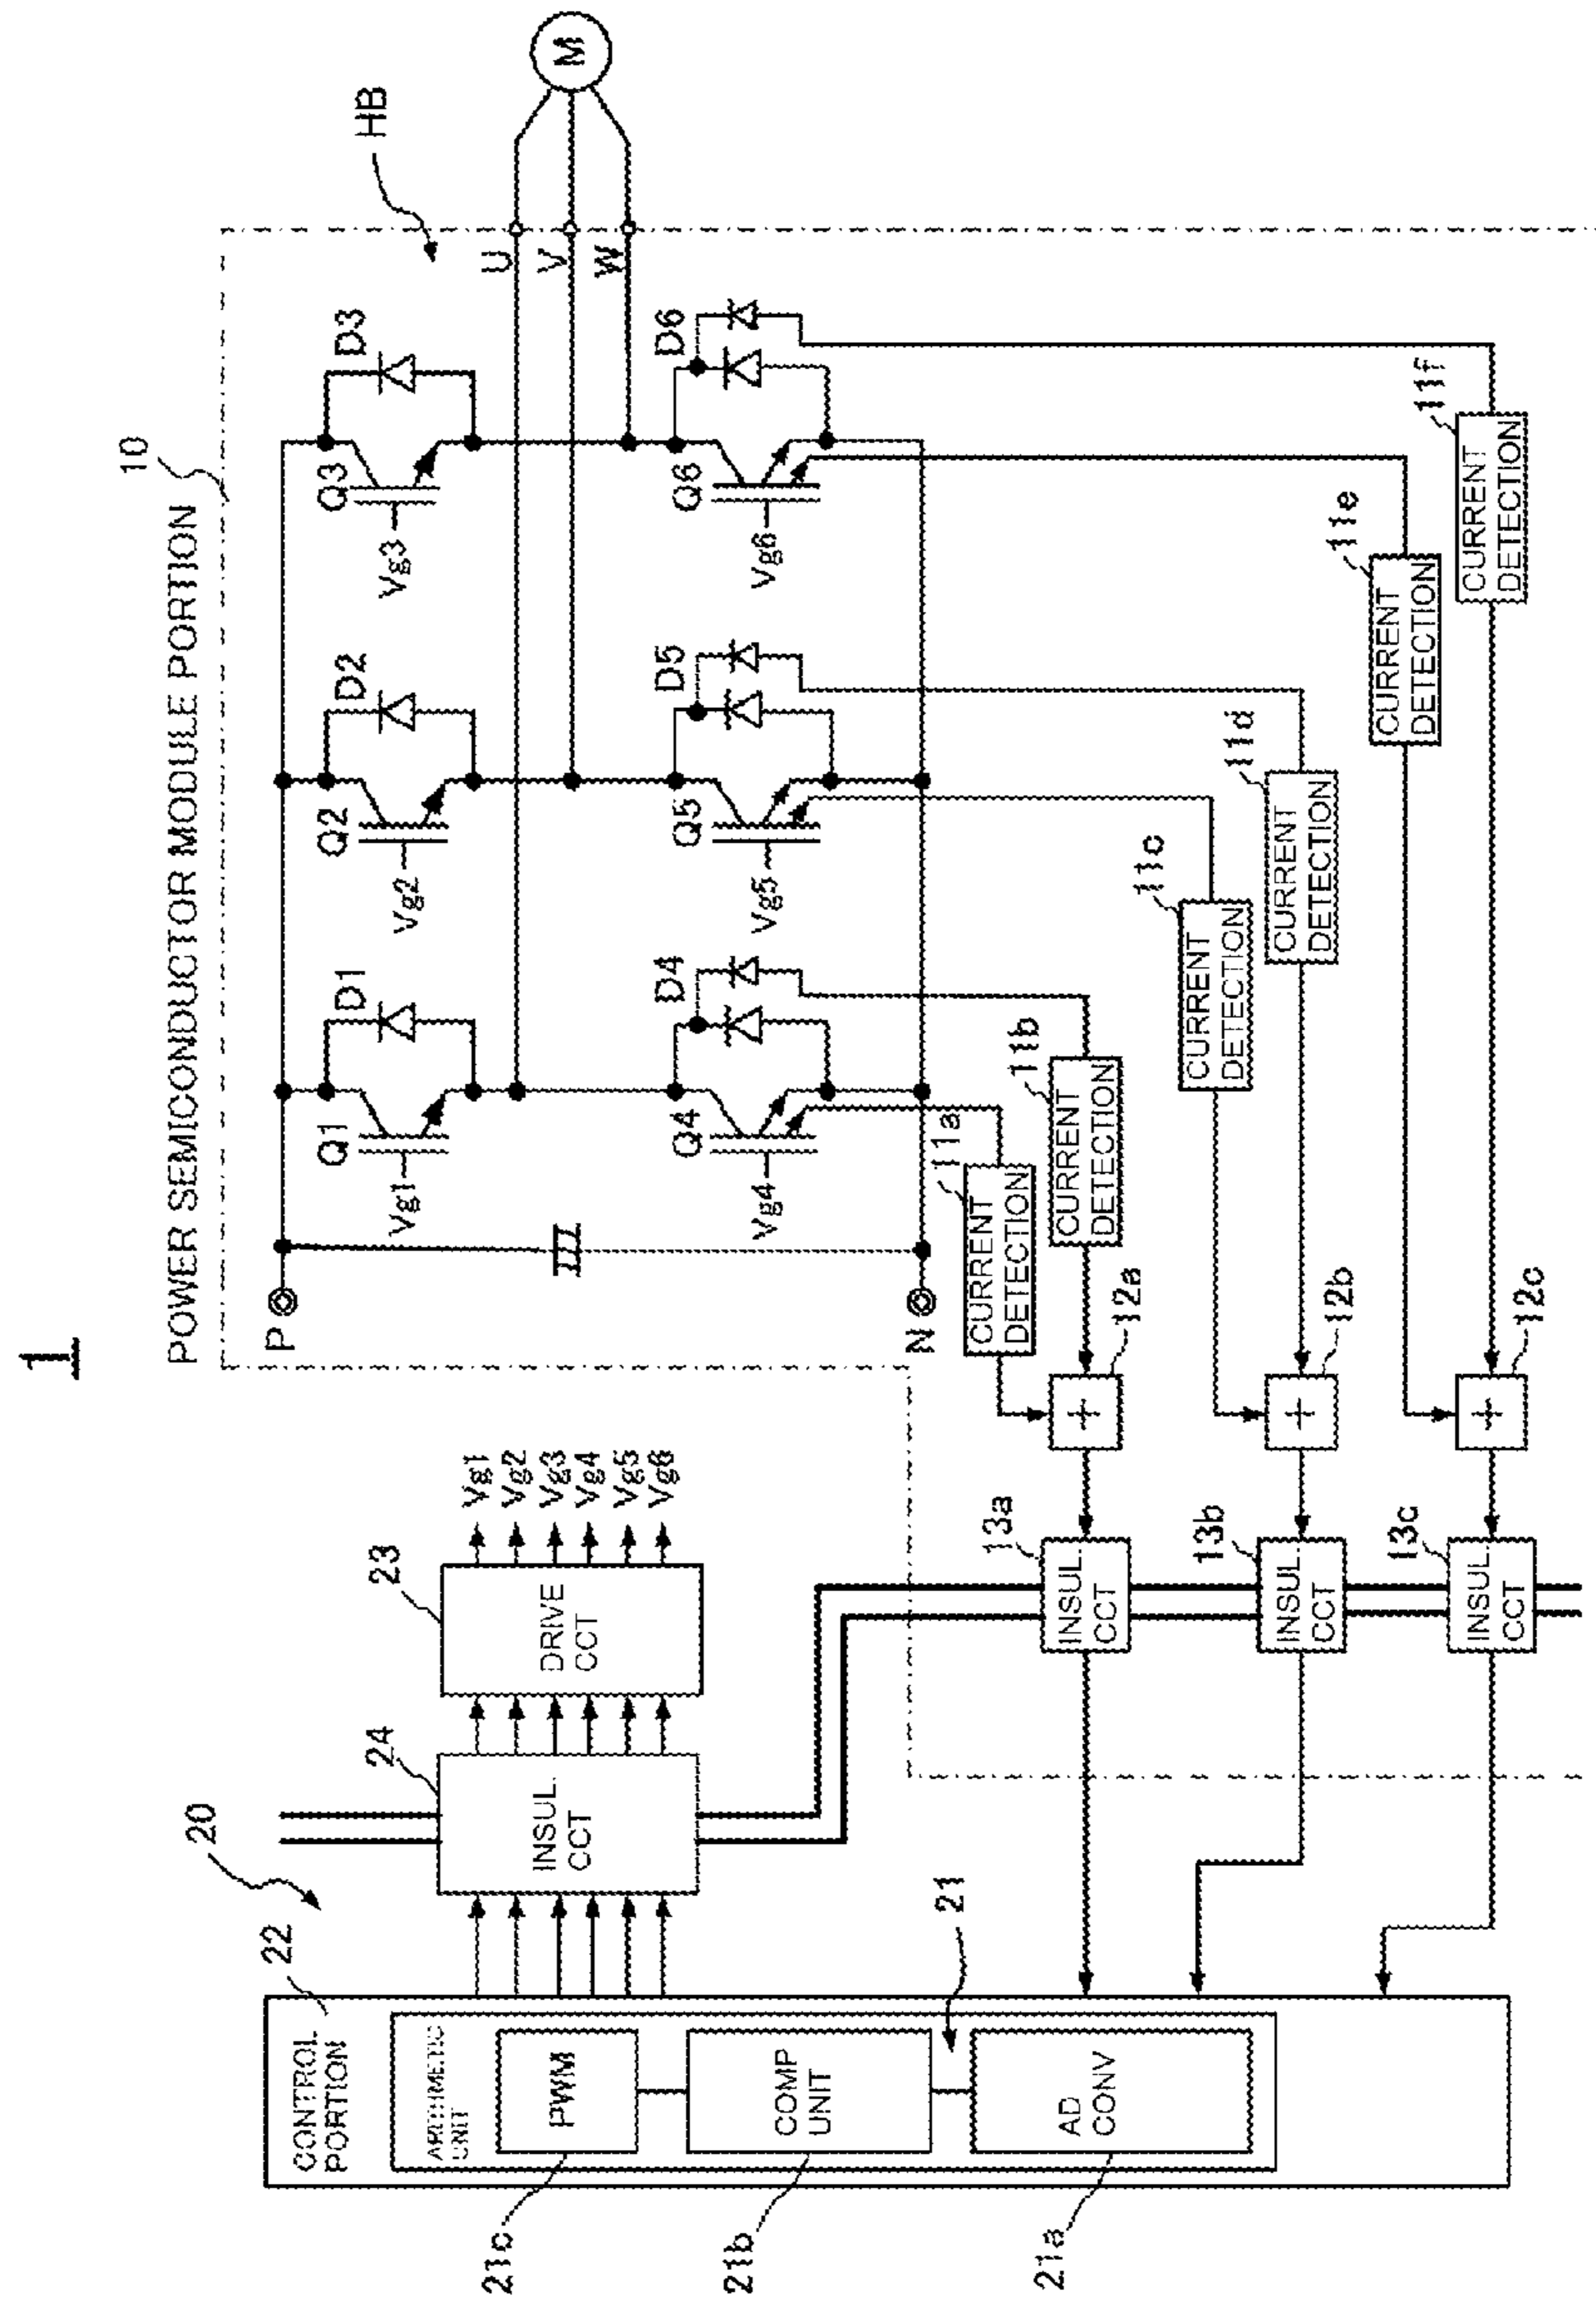 1
POWER SEMICONDUCTOR MODULE PORTION
10
HB
P
N
Q1
D1
Vg1
Q2
D2
Vg2
Q3
D3
Vg3
U
V
W
M
Q4
D4
Vg4
Q5
D5
Vg5
Q6
D6
Vg6
20
22
CONTROL
PORTION
ARITHMETIC
UNIT
PWM
COMP
UNIT
AD
CONV
21
21c
21b
21a
24
INSUL.
CCT
23
DRIVE
CCT
Vg1
Vg2
Vg3
Vg4
Vg5
Vg6
11a
CURRENT
DETECTION
11b
CURRENT
DETECTION
11c
CURRENT
DETECTION
11d
CURRENT
DETECTION
11e
CURRENT
DETECTION
11f
CURRENT
DETECTION
+
12a
+
12b
+
12c
13a
INSUL.
CCT
13b
INSUL.
CCT
13c
INSUL.
CCT